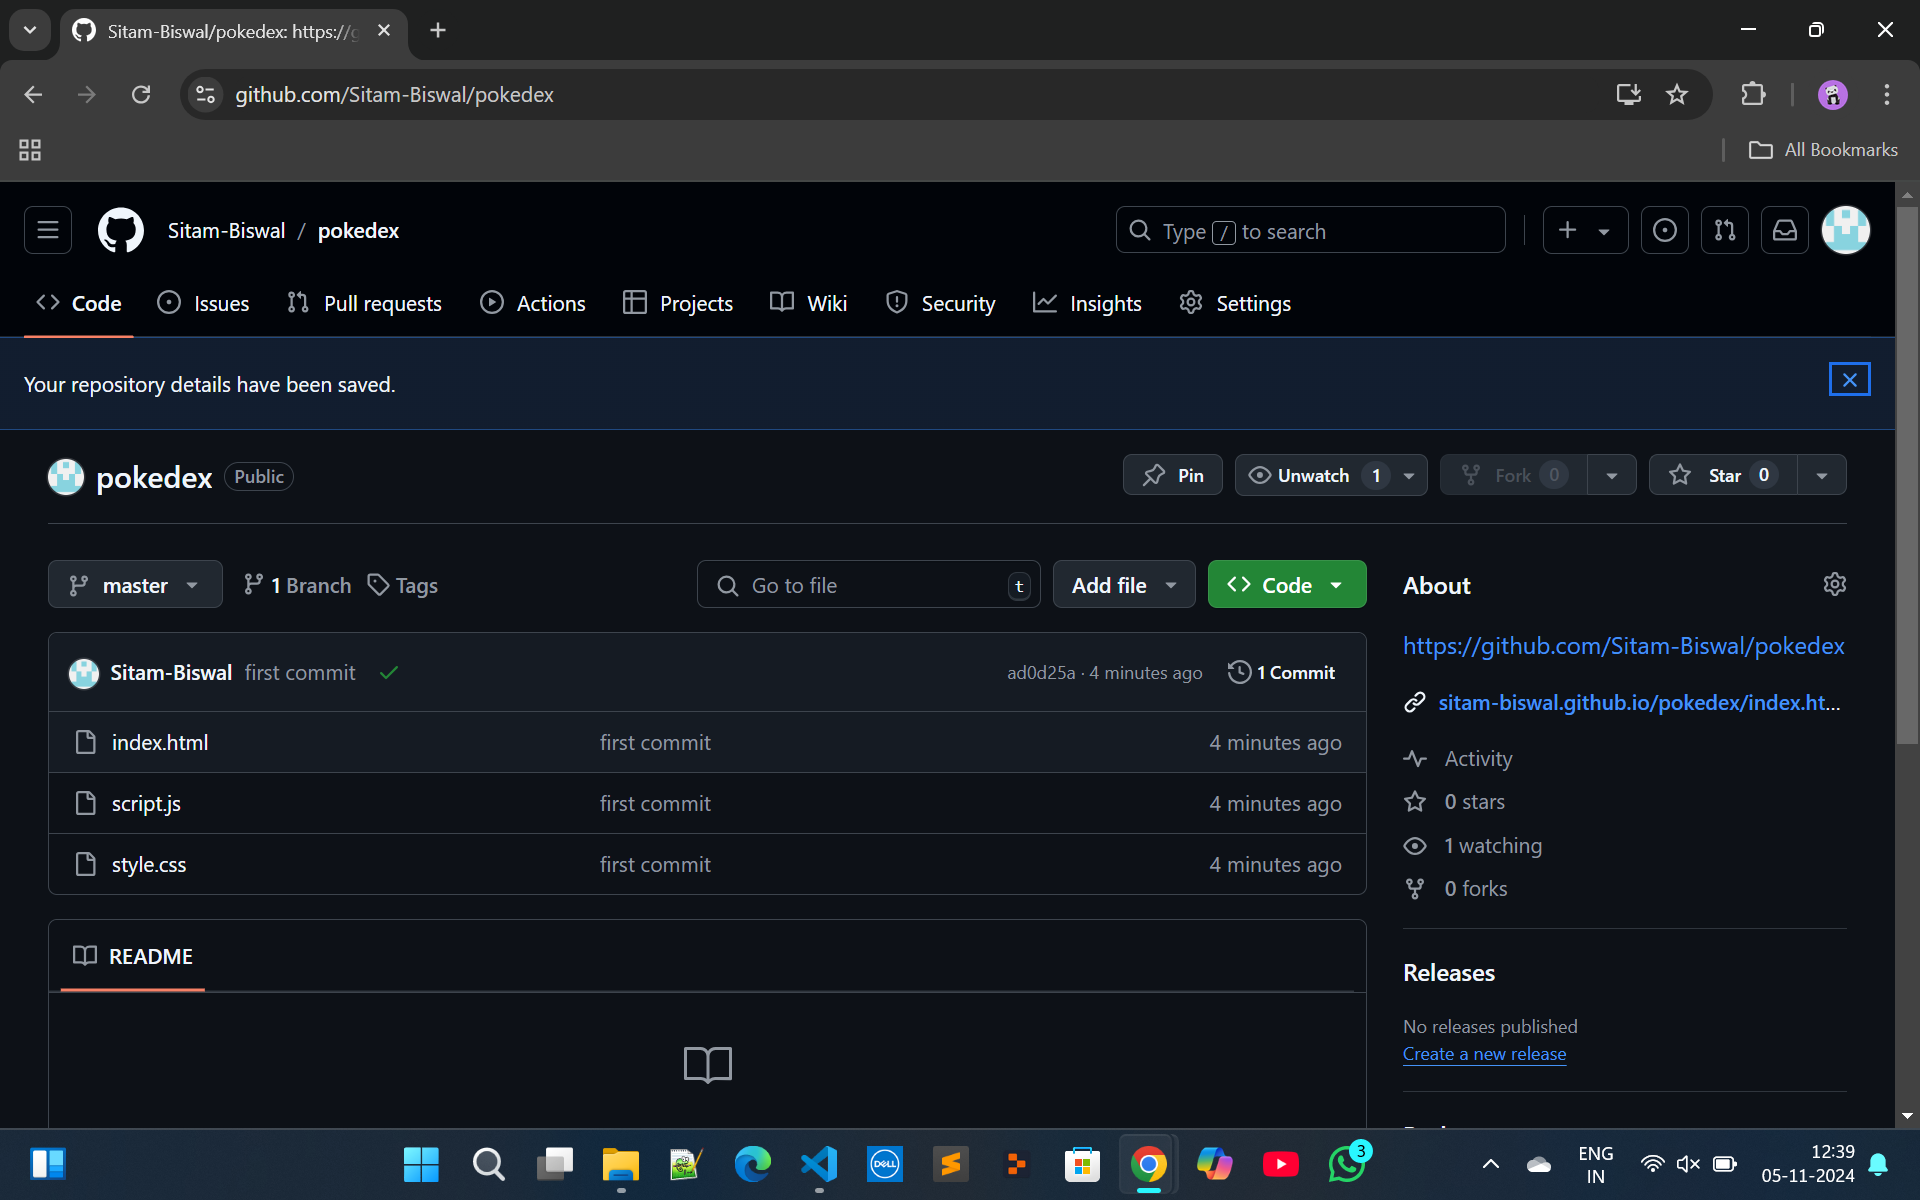 Sitam-Biswal/pokedex: https://g
github.com/Sitam-Biswal/pokedex
All Bookmarks
Sitam-Biswal / pokedex
Type / to search
Code Issues Pull requests Actions Projects Wiki Security Insights Settings
Your repository details have been saved.
pokedex Public
Pin Unwatch 1 Fork 0 Star 0
master 1 Branch Tags Go to file t Add file Code
About
https://github.com/Sitam-Biswal/pokedex
sitam-biswal.github.io/pokedex/index.ht...
Activity
0 stars
1 watching
0 forks
Sitam-Biswal first commit ad0d25a · 4 minutes ago 1 Commit
index.html first commit 4 minutes ago
script.js first commit 4 minutes ago
style.css first commit 4 minutes ago
README
Releases
No releases published
Create a new release
DELL
3
ENG
IN
12:39
05-11-2024